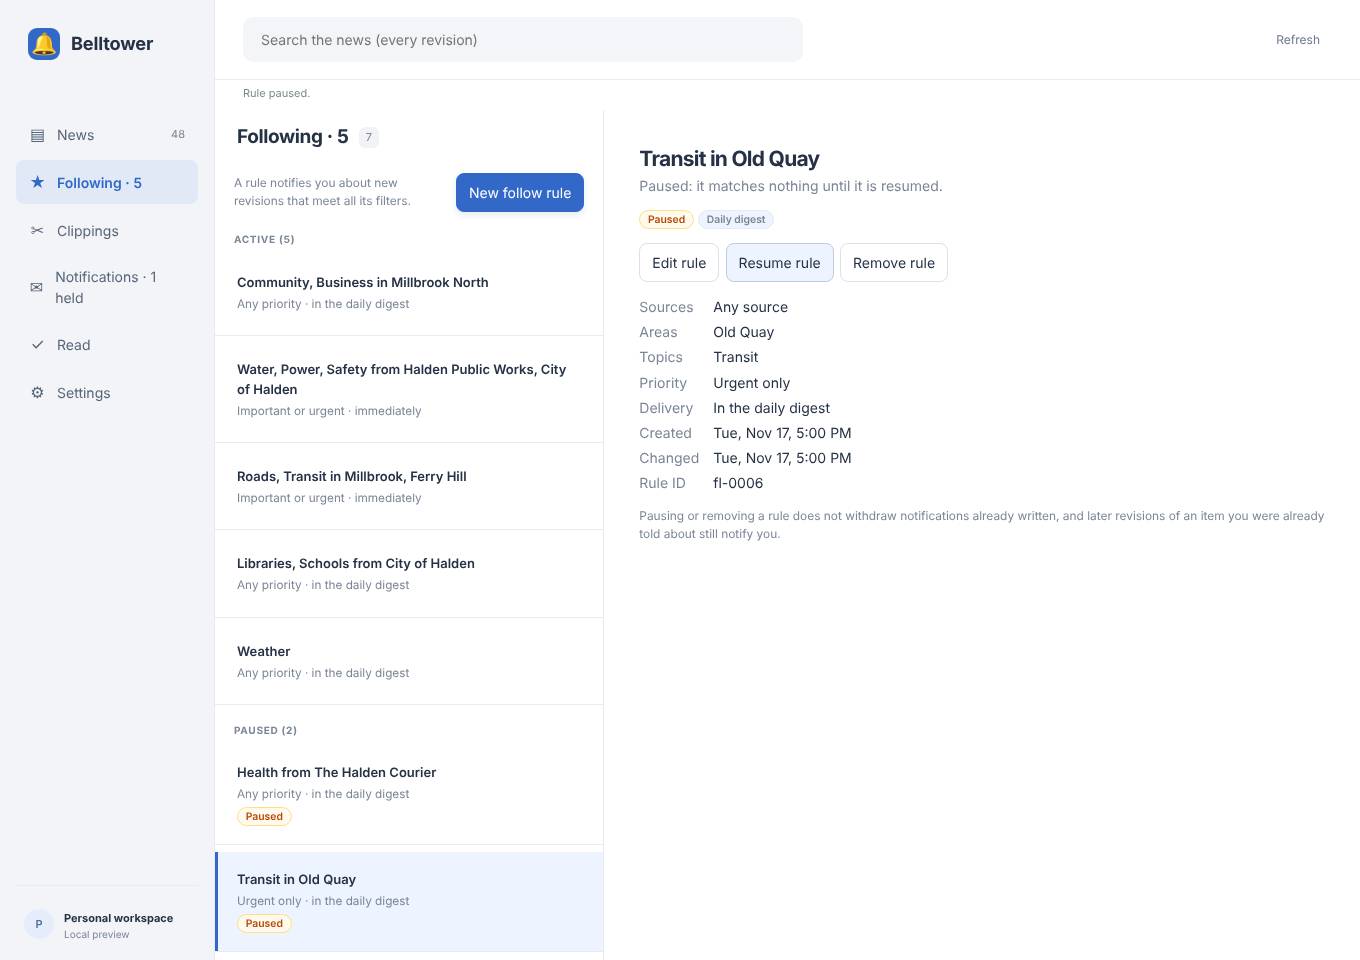 Belltower
Search the news (every revision)
Refresh
Rule paused.
News 48
Following · 5
Clippings
Notifications · 1
held
Read
Settings
Personal workspace
P
Local preview
Following · 5 7
A rule notifies you about new
revisions that meet all its filters.
New follow rule
ACTIVE (5)
Community, Business in Millbrook North
Any priority · in the daily digest
Water, Power, Safety from Halden Public Works, City
of Halden
Important or urgent · immediately
Roads, Transit in Millbrook, Ferry Hill
Important or urgent · immediately
Libraries, Schools from City of Halden
Any priority · in the daily digest
Weather
Any priority · in the daily digest
PAUSED (2)
Health from The Halden Courier
Any priority · in the daily digest
Paused
Transit in Old Quay
Urgent only · in the daily digest
Paused
Transit in Old Quay
Paused: it matches nothing until it is resumed.
Paused Daily digest
Edit rule Resume rule Remove rule
Sources Any source
Areas Old Quay
Topics Transit
Priority Urgent only
Delivery In the daily digest
Created Tue, Nov 17, 5:00 PM
Changed Tue, Nov 17, 5:00 PM
Rule ID fl-0006
Pausing or removing a rule does not withdraw notifications already written, and later revisions of an item you were already
told about still notify you.